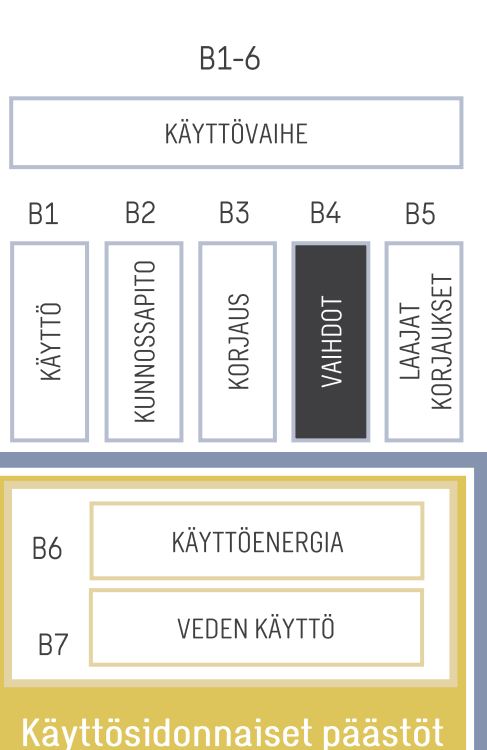 B1-6
KÄYTTÖVAIHE
B1
B2
B3
B4
B5
KÄYTTÖ
KUNNOSSAPITO
KORJAUS
VAIHDOT
LAAJAT
KORJAUKSET
B6
KÄYTTÖENERGIA
B7
VEDEN KÄYTTÖ
Käyttösidonnaiset päästöt